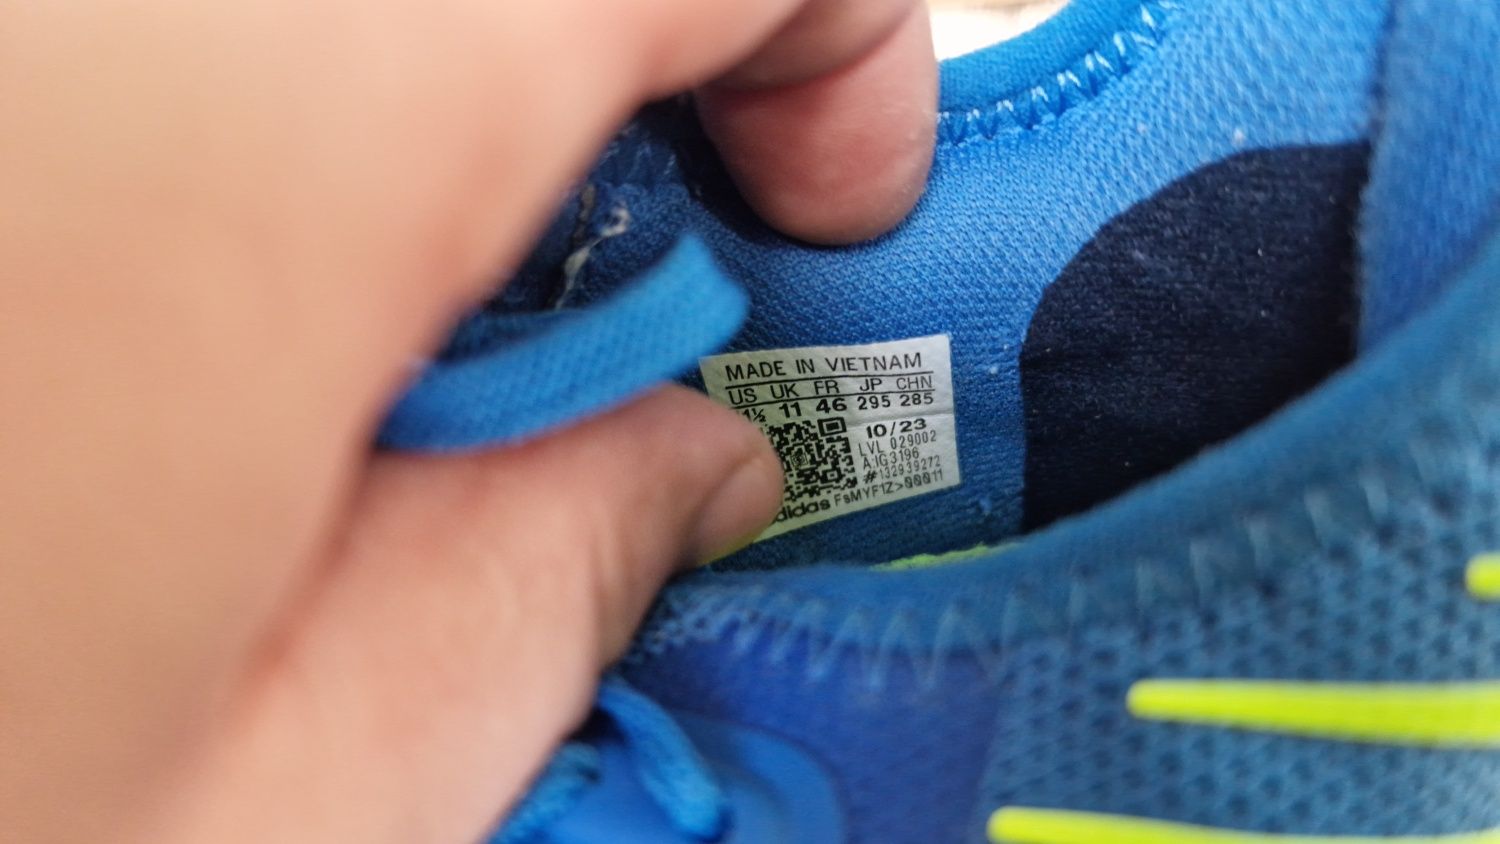 MADE IN VIETNAM
US UK FR JP CHN
11 46 295 285
10/23
LVL 029002
A.IG3196
#132939272
FsMYF1Z>00011